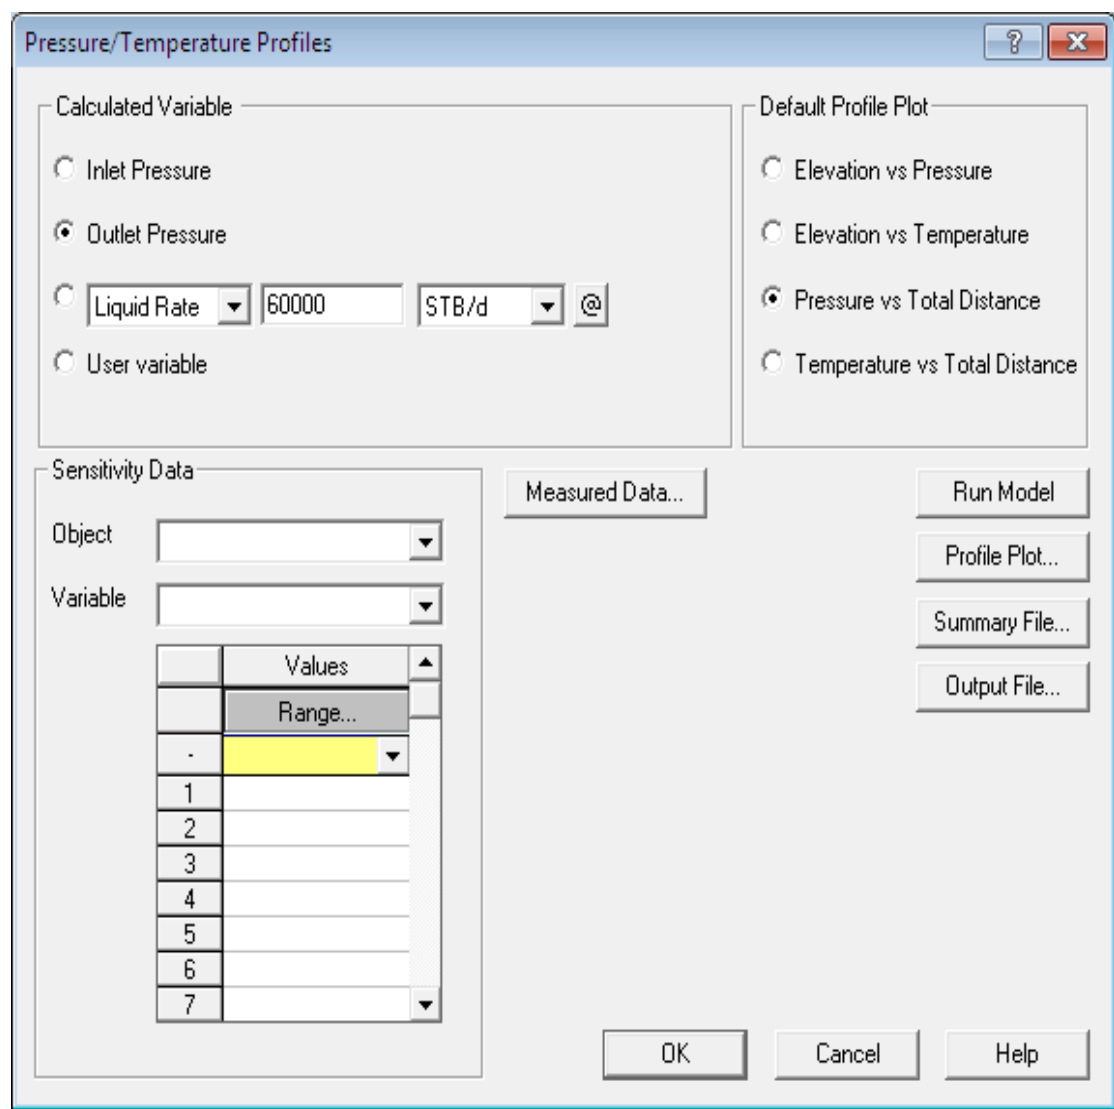 Pressure/Temperature Profiles
Calculated Variable
Inlet Pressure
Outlet Pressure
Liquid Rate 60000 STB/d @
User variable
Default Profile Plot
Elevation vs Pressure
Elevation vs Temperature
Pressure vs Total Distance
Temperature vs Total Distance
Sensitivity Data
Object
Variable
Values
Range...
-
1
2
3
4
5
6
7
Measured Data...
Run Model
Profile Plot...
Summary File...
Output File...
OK Cancel Help